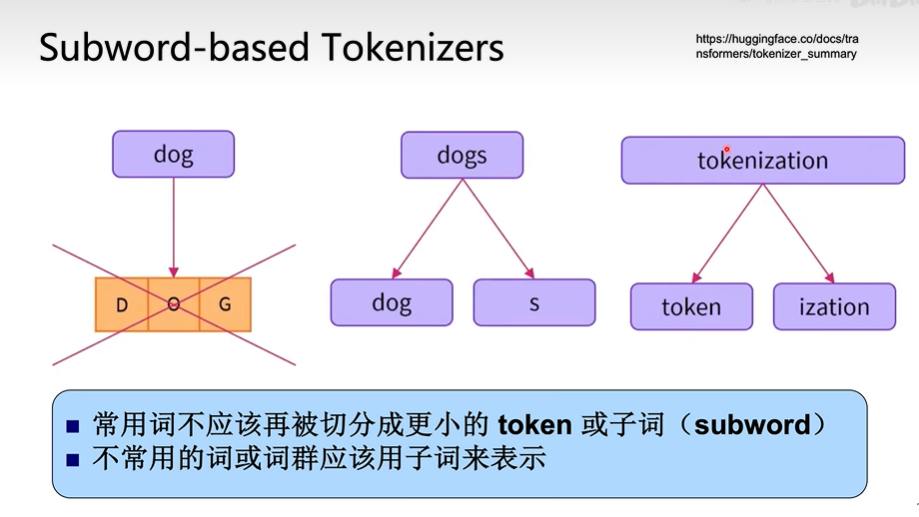 Subword-based Tokenizers
https://huggingface.co/docs/tra
nsformers/tokenizer_summary
dog
dogs
tokenization
D O G
dog
s
token
ization
常用词不应该再被切分成更小的 token 或子词（subword）
不常用的词或词群应该用子词来表示